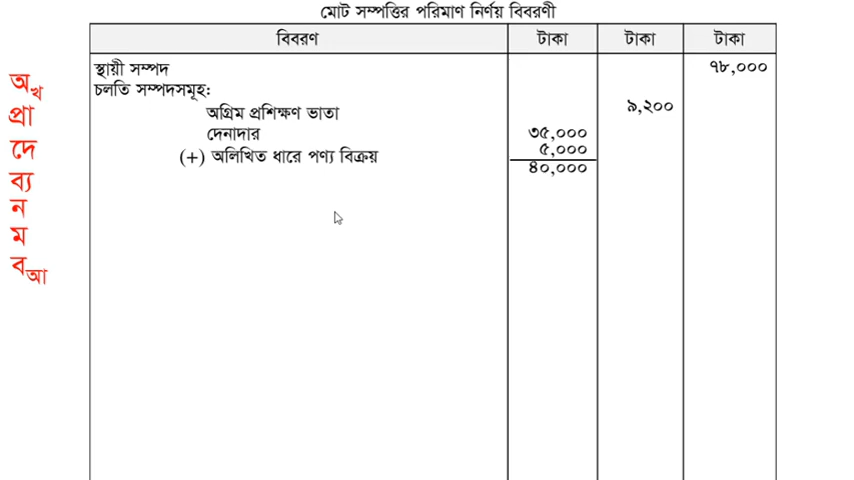 মোট সম্পত্তির পরিমাণ নির্ণয় বিবরণী
বিবরণ টাকা টাকা টাকা
স্থায়ী সম্পদ ৭৮,০০০
চলতি সম্পদসমূহ:
অগ্রিম প্রশিক্ষণ ভাতা ৯,২০০
দেনাদার ৩৫,০০০
(+) অলিখিত ধারে পণ্য বিক্রয় ৫,০০০
৪০,০০০
অখ
প্রা
দে
ব্য
ন
ম
বআ